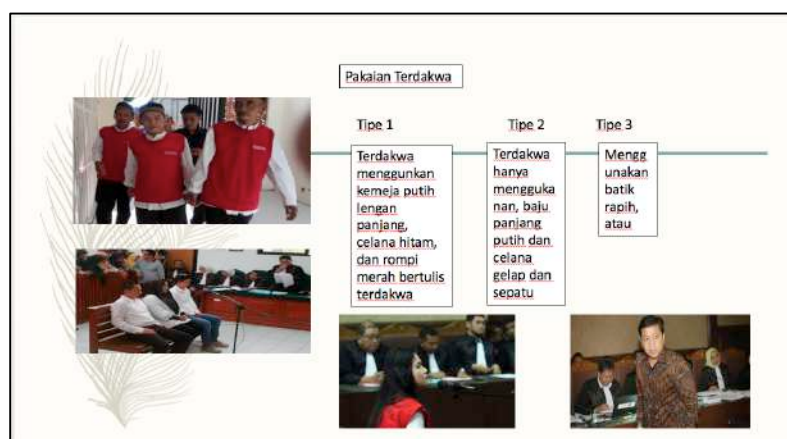 Pakaian Terdakwa
Tipe 1
Tipe 2
Tipe 3
Terdakwa
menggunkan
kemeja putih
lengan
panjang,
celana hitam,
dan rompi
merah bertulis
terdakwa
Terdakwa
hanya
mengguka
nan, baju
panjang
putih dan
celana
gelap dan
sepatu
Mengg
unakan
batik
rapih,
atau